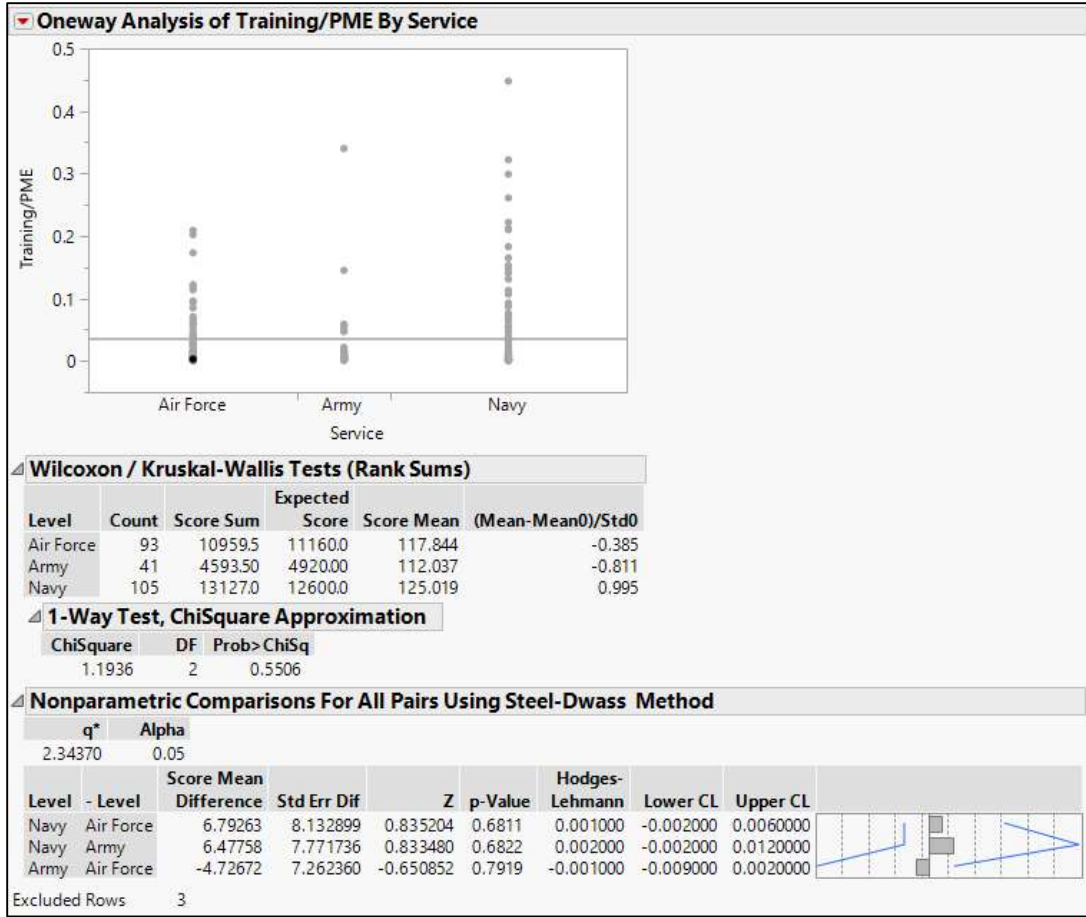 Oneway Analysis of Training/PME By Service
0.5
0.4
0.3
0.2
0.1
0
Training/PME
Air Force Army Navy
Service
Wilcoxon / Kruskal-Wallis Tests (Rank Sums)
Expected
Level Count Score Sum Score Score Mean (Mean-Mean0)/Std0
Air Force 93 10959.5 11160.0 117.844 -0.385
Army 41 4593.50 4920.00 112.037 -0.811
Navy 105 13127.0 12600.0 125.019 0.995
1-Way Test, ChiSquare Approximation
ChiSquare DF Prob>ChiSq
1.1936 2 0.5506
Nonparametric Comparisons For All Pairs Using Steel-Dwass Method
q* Alpha
2.34370 0.05
Score Mean Hodges-
Level - Level Difference Std Err Dif Z p-Value Lehmann Lower CL Upper CL
Navy Air Force 6.79263 8.132899 0.835204 0.6811 0.001000 -0.002000 0.0060000
Navy Army 6.47758 7.771736 0.833480 0.6822 0.002000 -0.002000 0.0120000
Army Air Force -4.72672 7.262360 -0.650852 0.7919 -0.001000 -0.009000 0.0020000
Excluded Rows 3